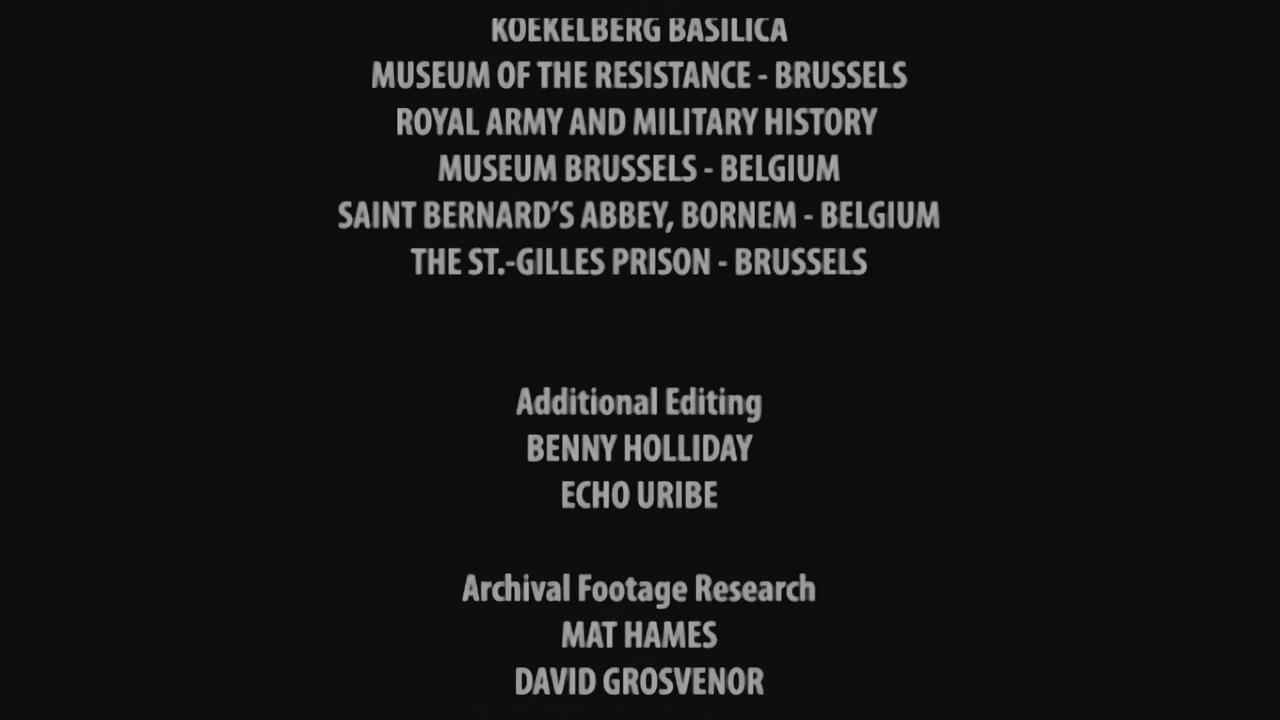 KOEKELBERG BASILICA
MUSEUM OF THE RESISTANCE - BRUSSELS
ROYAL ARMY AND MILITARY HISTORY
MUSEUM BRUSSELS - BELGIUM
SAINT BERNARD'S ABBEY, BORNEM - BELGIUM
THE ST.-GILLES PRISON - BRUSSELS
Additional Editing
BENNY HOLLIDAY
ECHO URIBE
Archival Footage Research
MAT HAMES
DAVID GROSVENOR